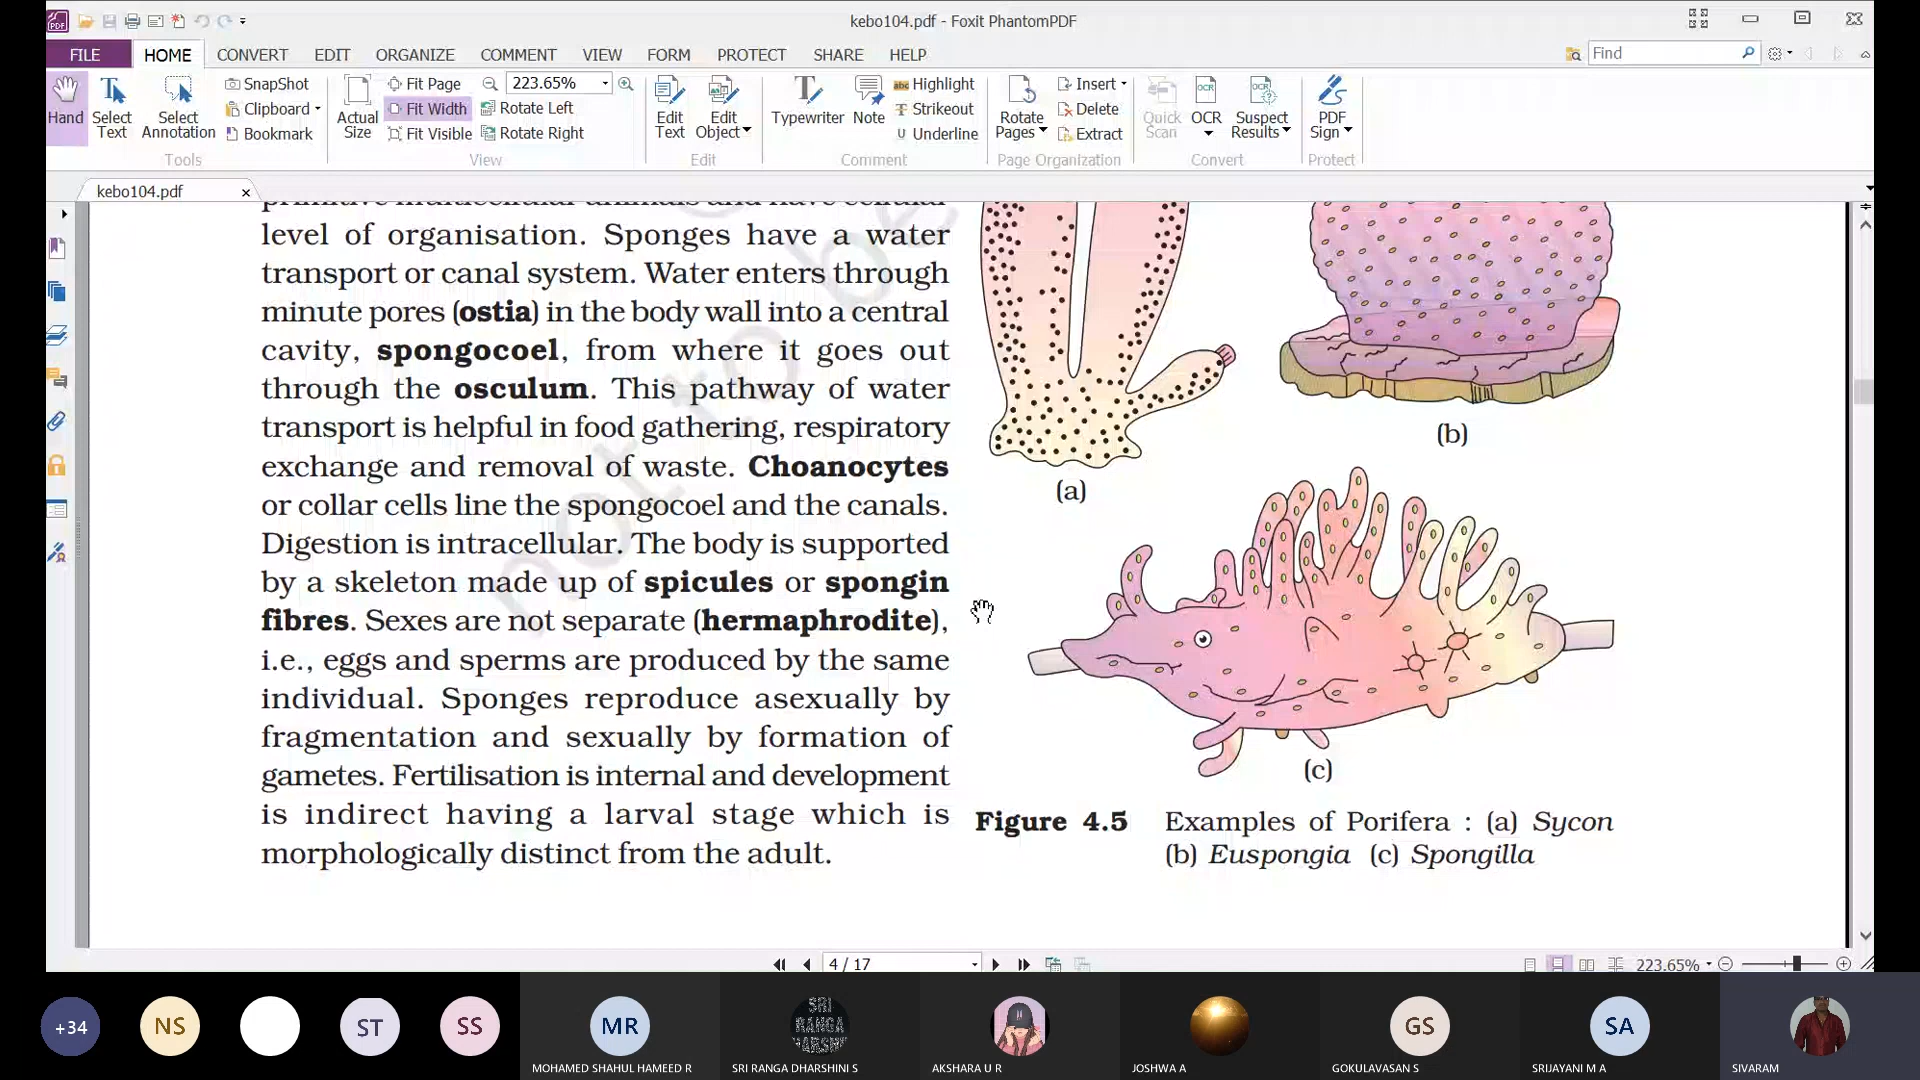 kebo104.pdf - Foxit PhantomPDF
FILE HOME CONVERT EDIT ORGANIZE COMMENT VIEW FORM PROTECT SHARE HELP
Find
Hand
Select Text
Select Annotation
SnapShot
Clipboard
Bookmark
Tools
Actual Size
Fit Page
Fit Width
Fit Visible
223.65%
Rotate Left
Rotate Right
View
Edit Text
Edit Object
Edit
Typewriter
Note
Highlight
Strikeout
Underline
Comment
Rotate Pages
Insert
Delete
Extract
Page Organization
Quick Scan
OCR
Suspect Results
Convert
PDF Sign
Protect
kebo104.pdf
primitive multicellular animals and have cellular
level of organisation. Sponges have a water
transport or canal system. Water enters through
minute pores (ostia) in the body wall into a central
cavity, spongocoel, from where it goes out
through the osculum. This pathway of water
transport is helpful in food gathering, respiratory
exchange and removal of waste. Choanocytes
or collar cells line the spongocoel and the canals.
Digestion is intracellular. The body is supported
by a skeleton made up of spicules or spongin
fibres. Sexes are not separate (hermaphrodite),
i.e., eggs and sperms are produced by the same
individual. Sponges reproduce asexually by
fragmentation and sexually by formation of
gametes. Fertilisation is internal and development
is indirect having a larval stage which is
morphologically distinct from the adult.
not to be
(a)
(b)
(c)
Figure 4.5 Examples of Porifera : (a) Sycon
(b) Euspongia (c) Spongilla
4 / 17
223.65%
+34
NS
ST
SS
MR
MOHAMED SHAHUL HAMEED R
SRI RANGA
SRI RANGA DHARSHINI S
AKSHARA U R
JOSHWA A
GS
GOKULAVASAN S
SA
SRIJAYANI M A
SIVARAM